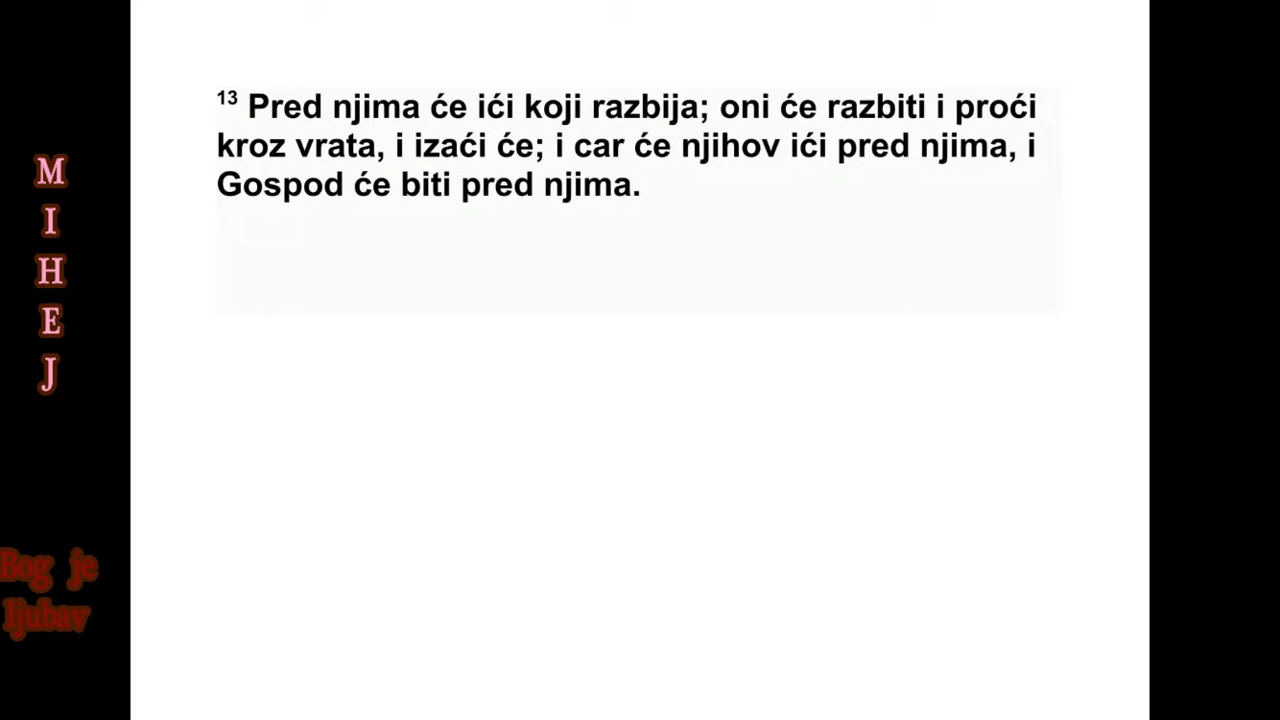 13 Pred njima će ići koji razbija; oni će razbiti i proći
kroz vrata, i izaći će; i car će njihov ići pred njima, i
Gospod će biti pred njima.
M
I
H
E
J
Bog je
ljubav